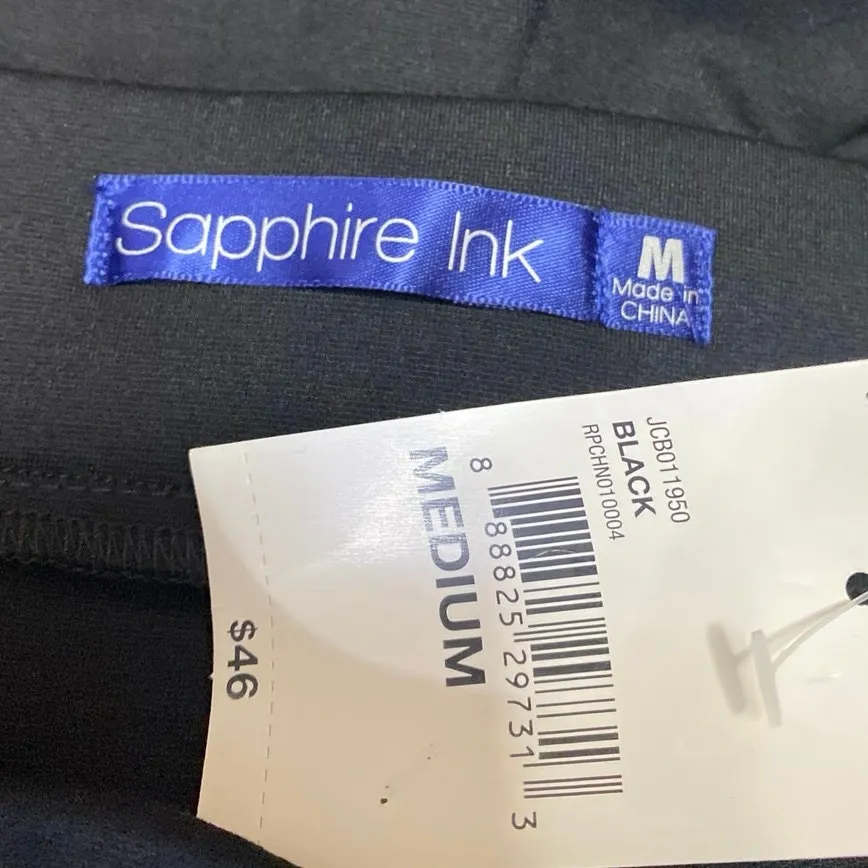 Sapphire Ink
M
Made in
CHINA
JCB011950
BLACK
RPCHN010004
8 88825 29731 3
MEDIUM
$46